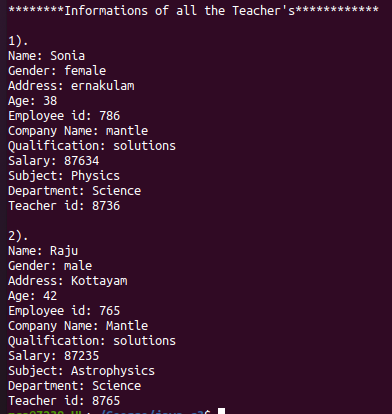 ********Informations of all the Teacher's************
1).
Name: Sonia
Gender: female
Address: ernakulam
Age: 38
Employee id: 786
Company Name: mantle
Qualification: solutions
Salary: 87634
Subject: Physics
Department: Science
Teacher id: 8736
2).
Name: Raju
Gender: male
Address: Kottayam
Age: 42
Employee id: 765
Company Name: Mantle
Qualification: solutions
Salary: 87235
Subject: Astrophysics
Department: Science
Teacher id: 8765